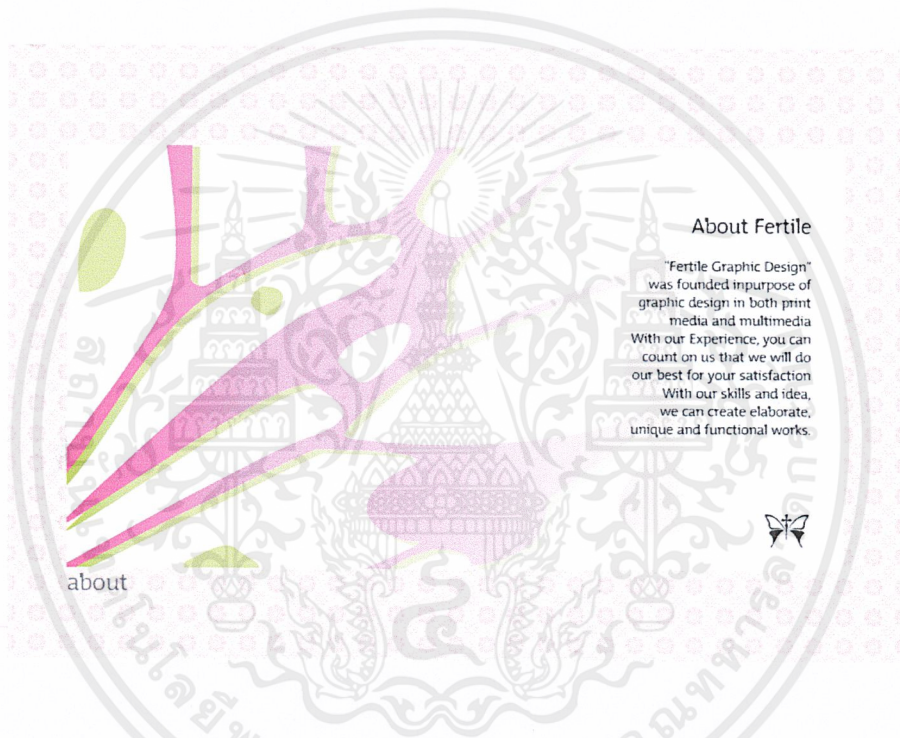 About Fertile
"Fertile Graphic Design"
was founded inpurpose of
graphic design in both print
media and multimedia
With our Experience, you can
count on us that we will do
our best for your satisfaction
With our skills and idea,
we can create elaborate,
unique and functional works.
about